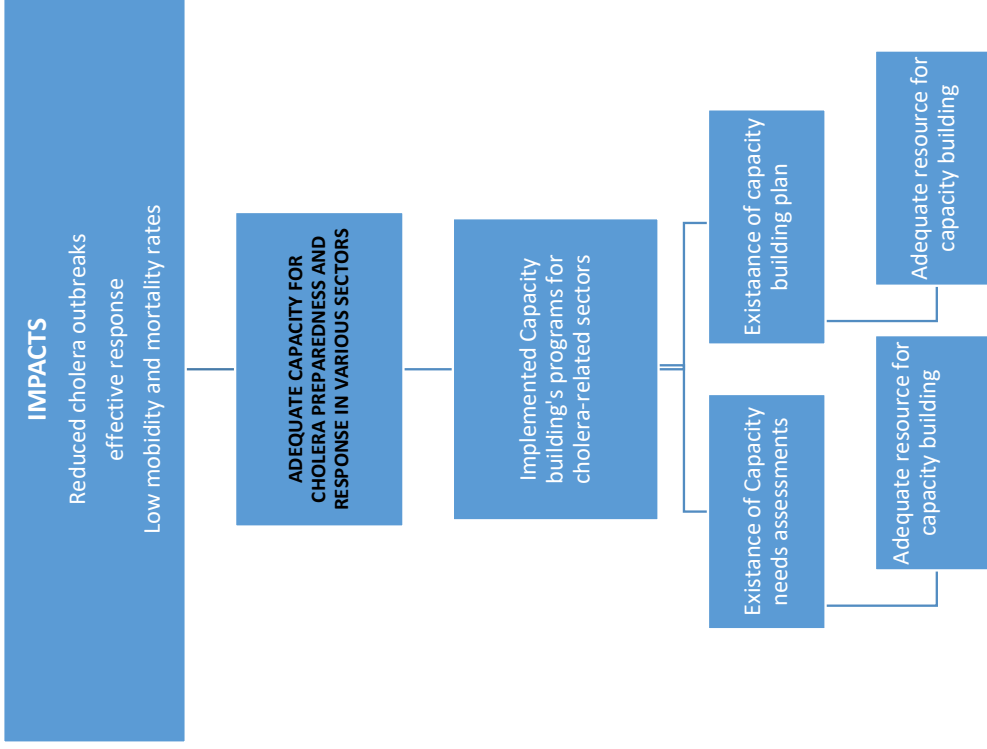 IMPACTS
Reduced cholera outbreaks
effective response
Low mobidity and mortality rates
ADEQUATE CAPACITY FOR
CHOLERA PREPAREDNESS AND
RESPONSE IN VARIOUS SECTORS
Implemented Capacity
building's programs for
cholera-related sectors
Existance of Capacity
needs assessments
Existaance of capacity
building plan
Adequate resource for
capacity building
Adequate resource for
capacity building